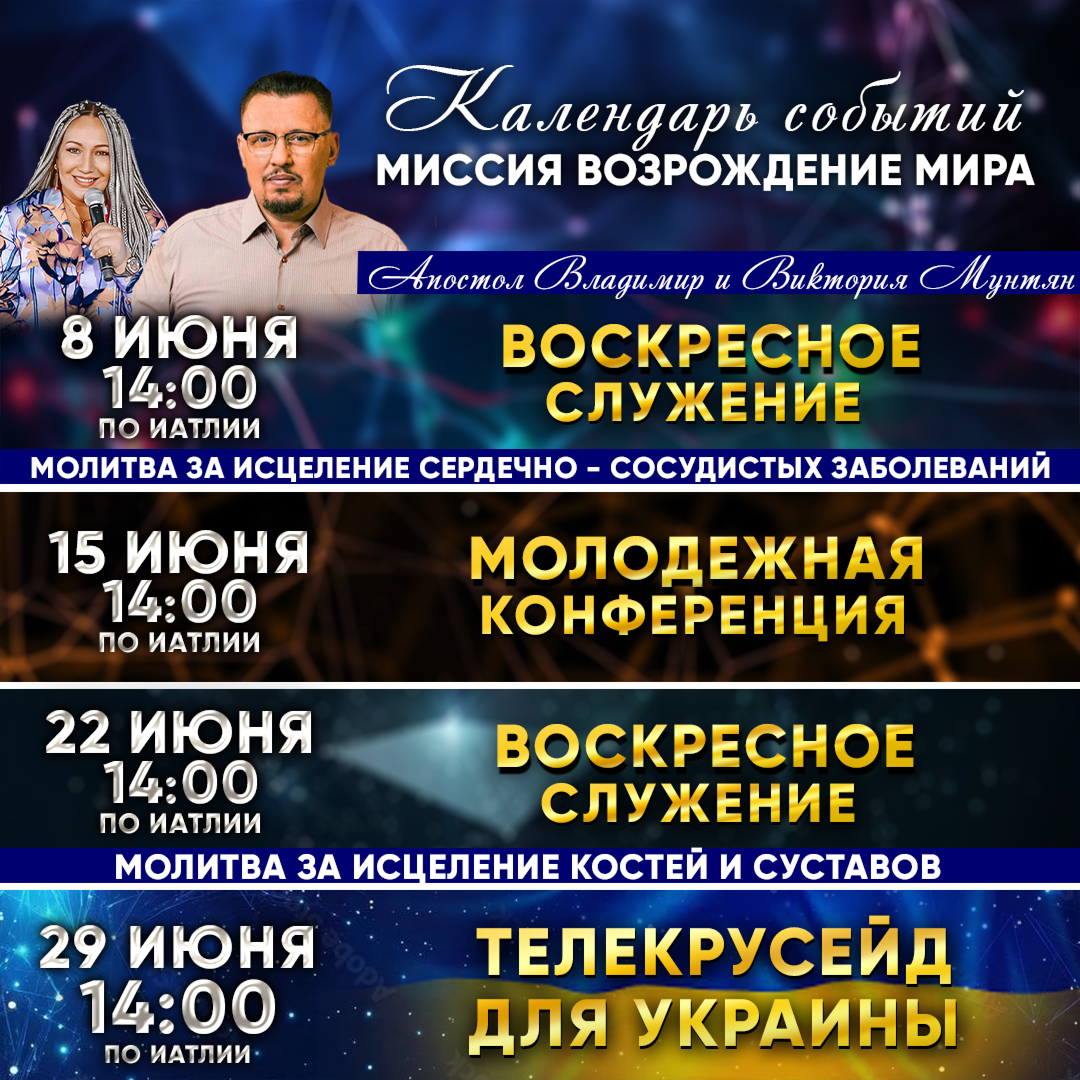 Календарь событий
МИССИЯ ВОЗРОЖДЕНИЕ МИРА
Апостол Владимир и Виктория Мунтян
8 ИЮНЯ
14:00
ПО ИАТЛИИ
ВОСКРЕСНОЕ
СЛУЖЕНИЕ
МОЛИТВА ЗА ИСЦЕЛЕНИЕ СЕРДЕЧНО - СОСУДИСТЫХ ЗАБОЛЕВАНИЙ
15 ИЮНЯ
14:00
ПО ИАТЛИИ
МОЛОДЕЖНАЯ
КОНФЕРЕНЦИЯ
22 ИЮНЯ
14:00
ПО ИАТЛИИ
ВОСКРЕСНОЕ
СЛУЖЕНИЕ
МОЛИТВА ЗА ИСЦЕЛЕНИЕ КОСТЕЙ И СУСТАВОВ
29 ИЮНЯ
14:00
ПО ИАТЛИИ
ТЕЛЕКРУСЕЙД
ДЛЯ УКРАИНЫ